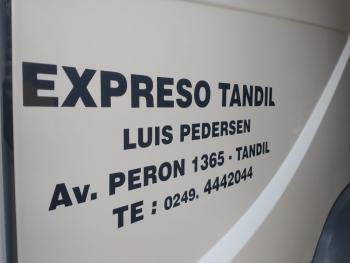 EXPRESO TANDIL
LUIS PEDERSEN
Av. PERON 1365 - TANDIL
TE : 0249. 4442044